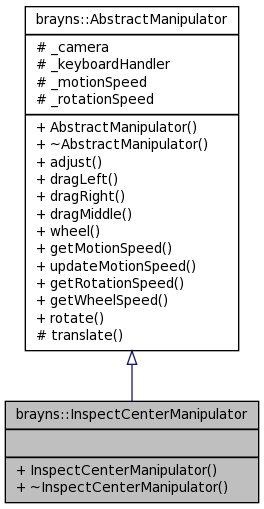 brayns::AbstractManipulator
# _camera
# _keyboardHandler
# _motionSpeed
# _rotationSpeed
+ AbstractManipulator()
+ ~AbstractManipulator()
+ adjust()
+ dragLeft()
+ dragRight()
+ dragMiddle()
+ wheel()
+ getMotionSpeed()
+ updateMotionSpeed()
+ getRotationSpeed()
+ getWheelSpeed()
+ rotate()
# translate()
brayns::InspectCenterManipulator
+ InspectCenterManipulator()
+ ~InspectCenterManipulator()